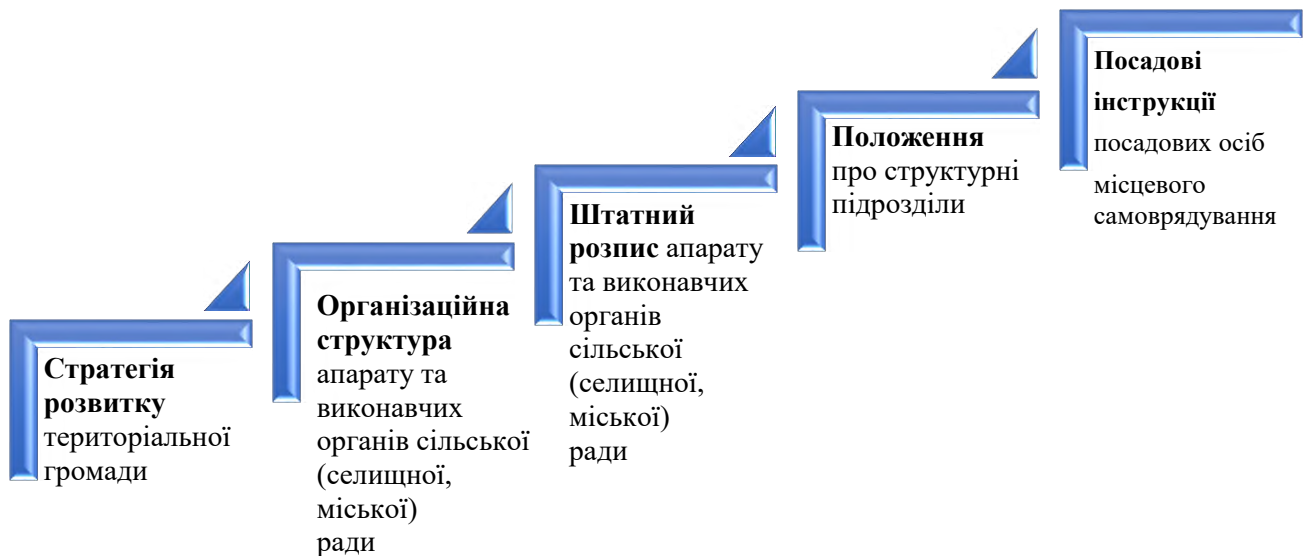 Стратегія
розвитку
територіальної
громади
Організаційна
структура
апарату та
виконавчих
органів сільської
(селищної,
міської)
ради
Штатний
розпис апарату
та виконавчих
органів
сільської
(селищної,
міської)
ради
Положення
про структурні
підрозділи
Посадові
інструкції
посадових осіб
місцевого
самоврядування